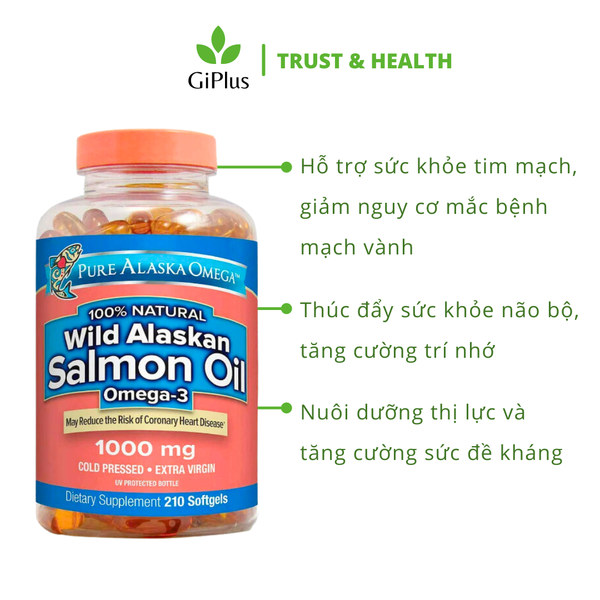 GiPlus
TRUST & HEALTH
Hỗ trợ sức khỏe tim mạch,
giảm nguy cơ mắc bệnh
mạch vành
Thúc đẩy sức khỏe não bộ,
tăng cường trí nhớ
Nuôi dưỡng thị lực và
tăng cường sức đề kháng
PURE ALASKA OMEGA™
100% NATURAL
Wild Alaskan
Salmon Oil
Omega-3
May Reduce the Risk of Coronary Heart Disease†
1000 mg
COLD PRESSED • EXTRA VIRGIN
UV PROTECTED BOTTLE
Dietary Supplement 210 Softgels